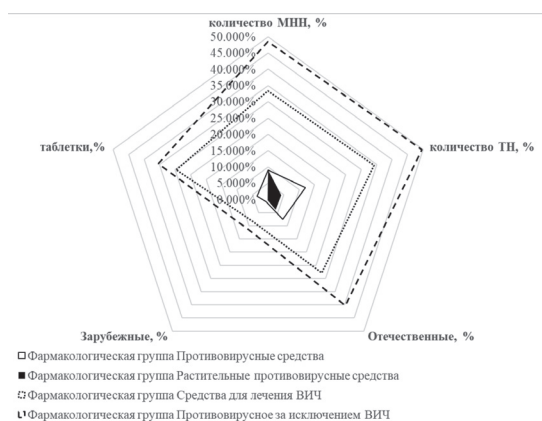 количество МНН, %
50.000%
45.000%
40.000%
35.000%
30.000%
25.000%
20.000%
15.000%
10.000%
5.000%
0.000%
таблетки,%
количество ТН, %
Зарубежные, %
Отечественные, %
Фармакологическая группа Противовирусные средства
Фармакологическая группа Растительные противовирусные средства
Фармакологическая группа Средства для лечения ВИЧ
Фармакологическая группа Противовирусное за исключением ВИЧ